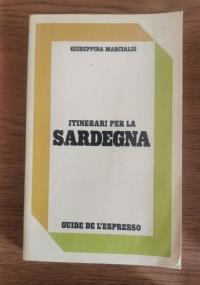 GIUSEPPINA MARCIALIS
ITINERARI PER LA
SARDEGNA
GUIDE DE L'ESPRESSO